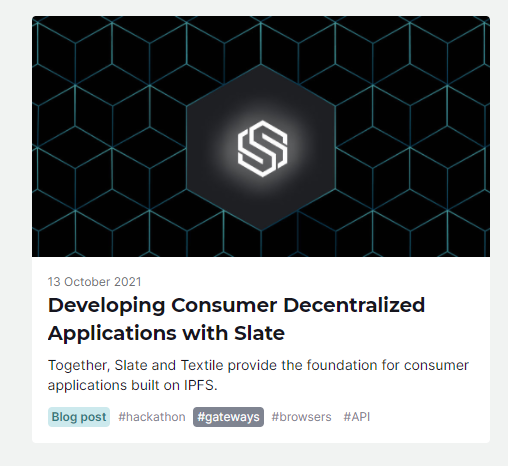 13 October 2021
Developing Consumer Decentralized
Applications with Slate
Together, Slate and Textile provide the foundation for consumer
applications built on IPFS.
Blog post #hackathon #gateways #browsers #API